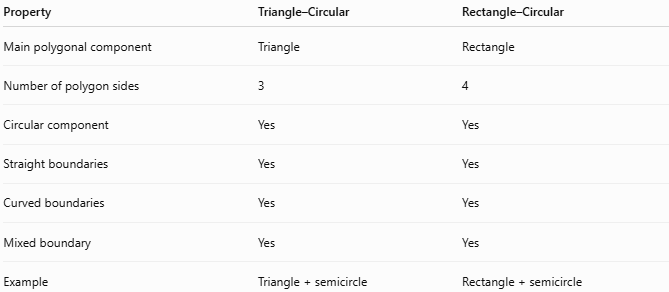 Property Triangle–Circular Rectangle–Circular
Main polygonal component Triangle Rectangle
Number of polygon sides 3 4
Circular component Yes Yes
Straight boundaries Yes Yes
Curved boundaries Yes Yes
Mixed boundary Yes Yes
Example Triangle + semicircle Rectangle + semicircle